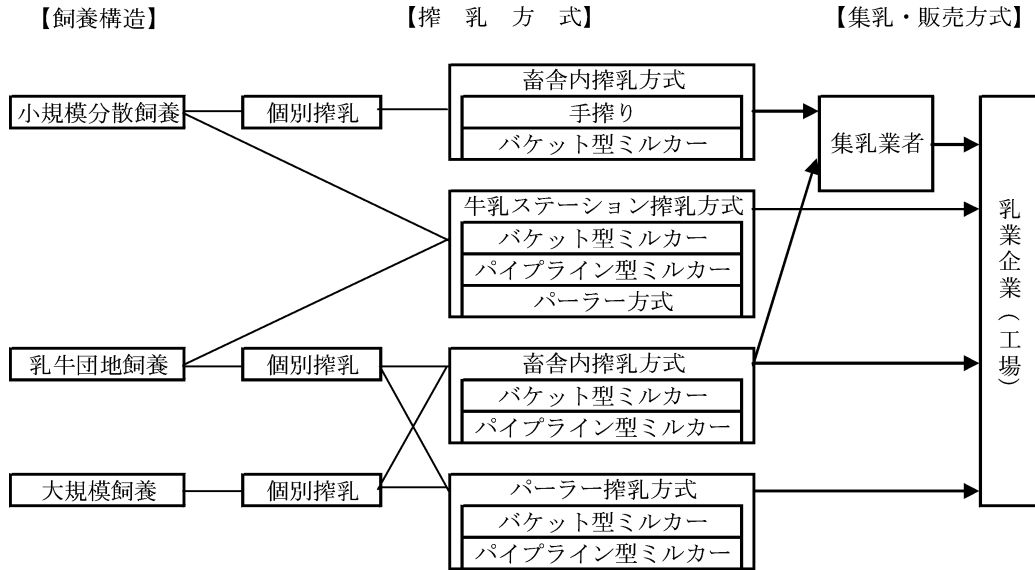 【飼養構造】
【搾　乳　方　式】
【集乳・販売方式】
小規模分散飼養
個別搾乳
畜舎内搾乳方式
手搾り
バケット型ミルカー
集乳業者
牛乳ステーション搾乳方式
バケット型ミルカー
パイプライン型ミルカー
パーラー方式
乳牛団地飼養
個別搾乳
畜舎内搾乳方式
バケット型ミルカー
パイプライン型ミルカー
大規模飼養
個別搾乳
パーラー搾乳方式
バケット型ミルカー
パイプライン型ミルカー
乳業企業（工場）